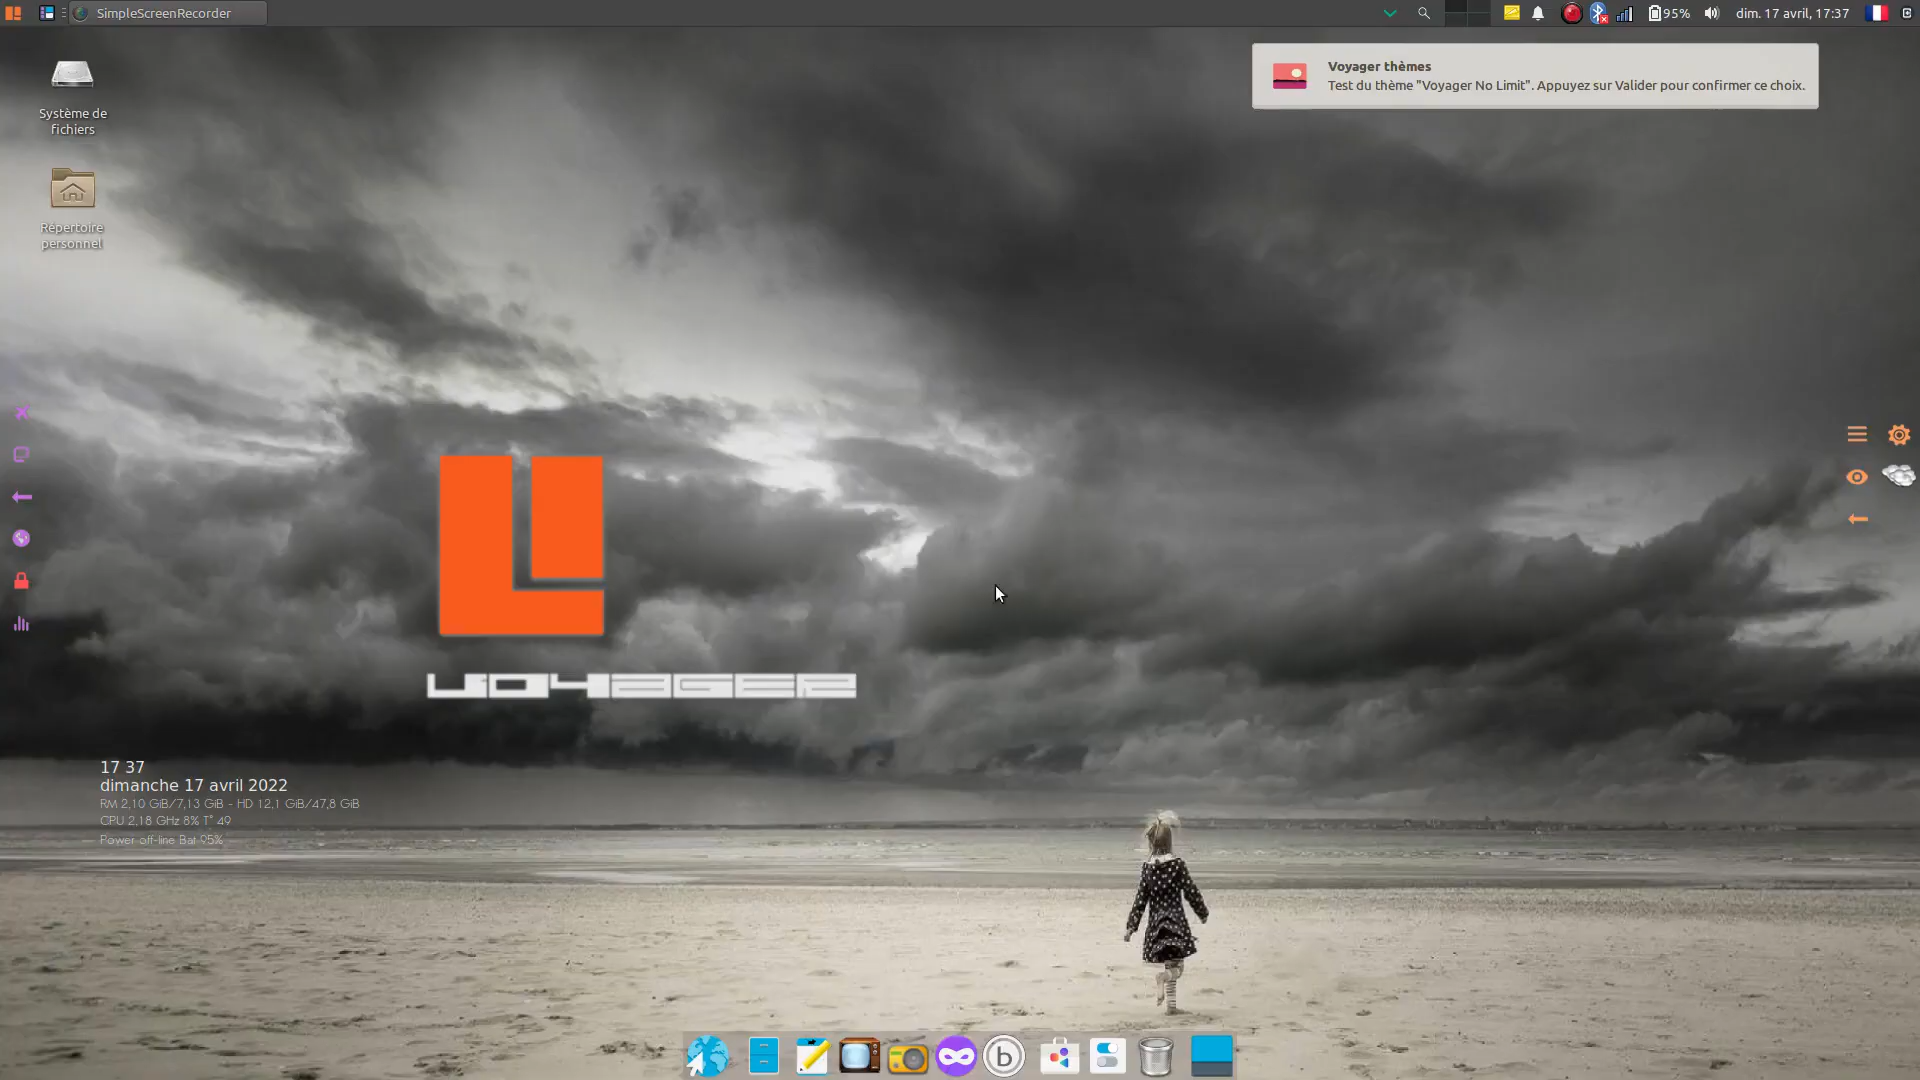 SimpleScreenRecorder
95%
dim. 17 avril, 17:37
Voyager thèmes
Test du thème "Voyager No Limit". Appuyez sur Valider pour confirmer ce choix.
Système de
fichiers
Répertoire
personnel
VOYAGER
17 37
dimanche 17 avril 2022
RM 2,10 GiB/7,13 GiB - HD 12,1 GiB/47,8 GiB
CPU 2,18 GHz 8% T° 49
Power off-line Bat 95%
b